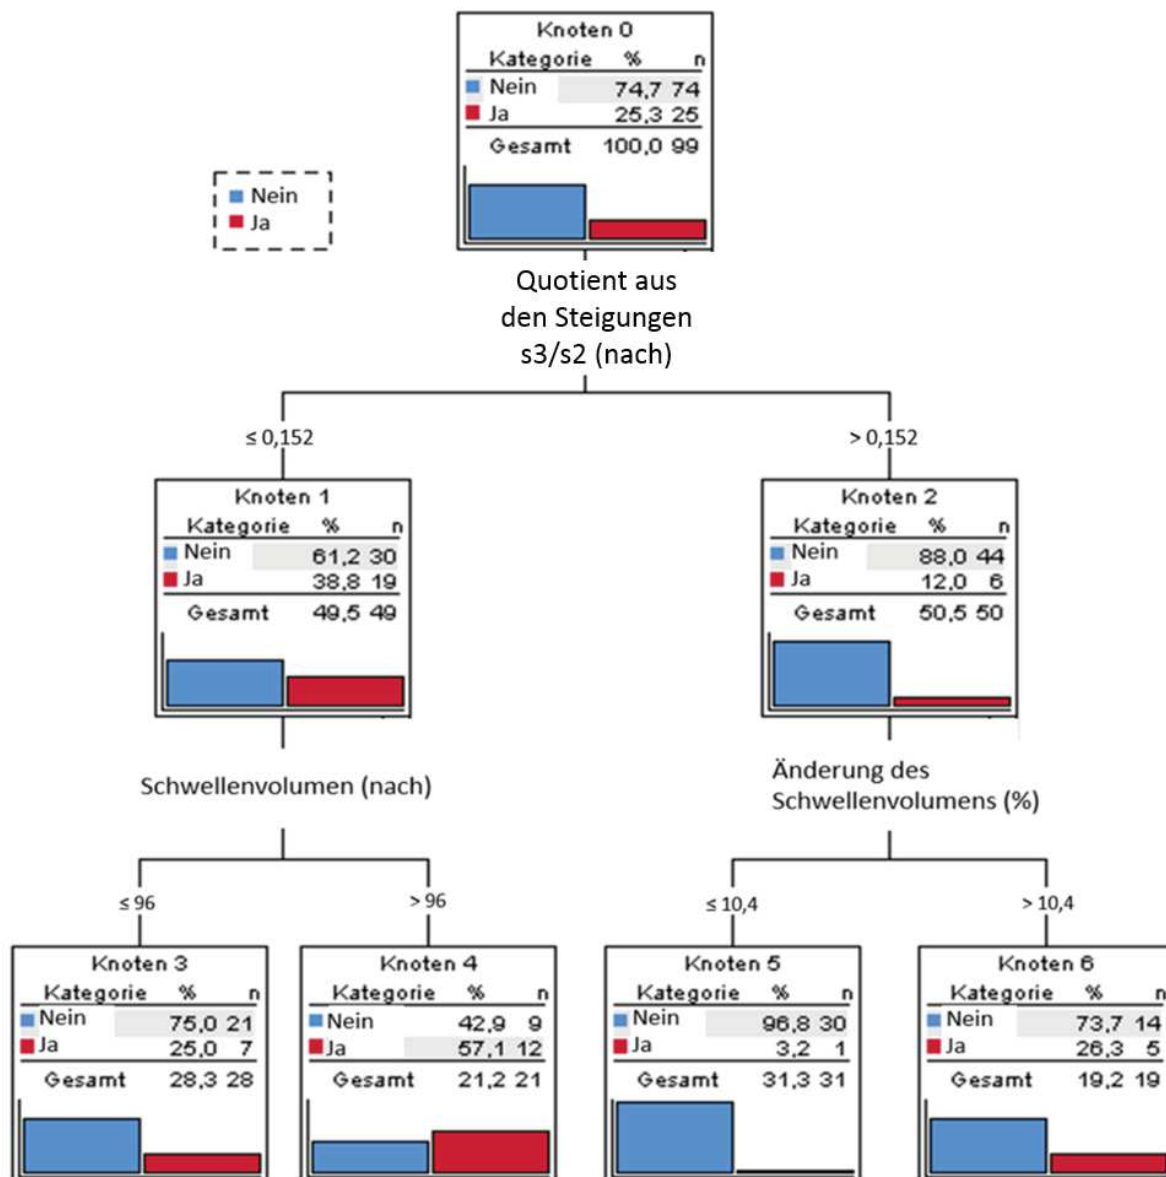 Knoten 0
Kategorie % n
Nein 74,7 74
Ja 25,3 25
Gesamt 100,0 99
Nein
Ja
Quotient aus
den Steigungen
s3/s2 (nach)
≤ 0,152
> 0,152
Knoten 1
Kategorie % n
Nein 61,2 30
Ja 38,8 19
Gesamt 49,5 49
Knoten 2
Kategorie % n
Nein 88,0 44
Ja 12,0 6
Gesamt 50,5 50
Schwellenvolumen (nach)
Änderung des
Schwellenvolumens (%)
≤ 96
> 96
≤ 10,4
> 10,4
Knoten 3
Kategorie % n
Nein 75,0 21
Ja 25,0 7
Gesamt 28,3 28
Knoten 4
Kategorie % n
Nein 42,9 9
Ja 57,1 12
Gesamt 21,2 21
Knoten 5
Kategorie % n
Nein 96,8 30
Ja 3,2 1
Gesamt 31,3 31
Knoten 6
Kategorie % n
Nein 73,7 14
Ja 26,3 5
Gesamt 19,2 19